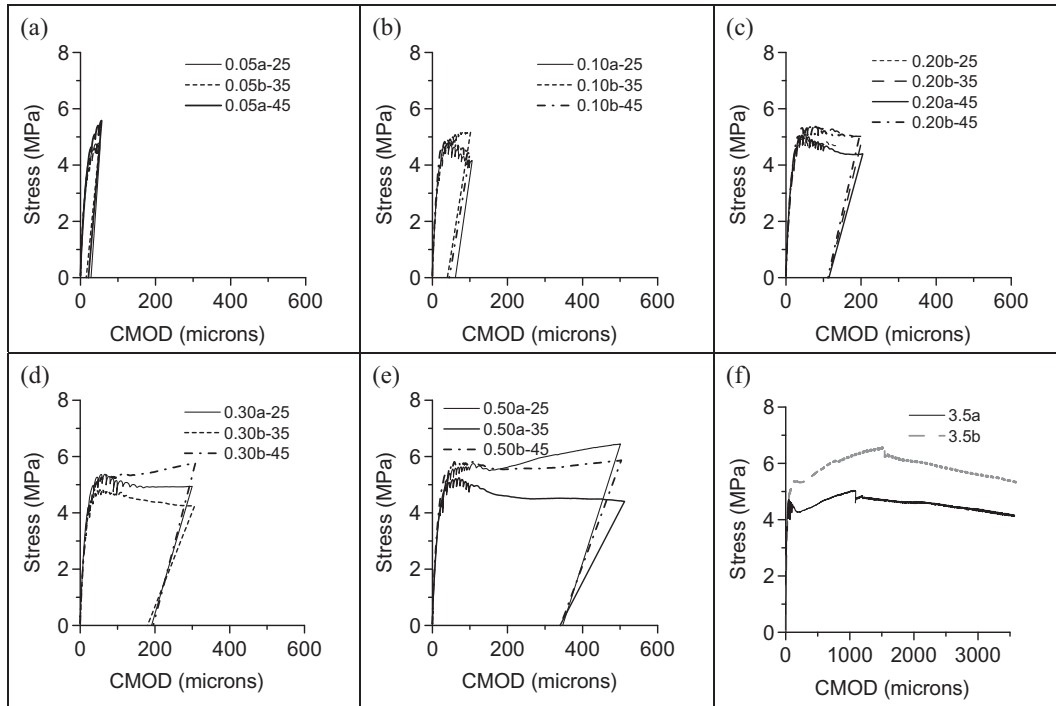 (a)
8
6
4
2
0
Stress (MPa)
0.05a-25
0.05b-35
0.05a-45
0 200 400 600
CMOD (microns)
(b)
8
6
4
2
0
Stress (MPa)
0.10a-25
0.10b-35
0.10b-45
0 200 400 600
CMOD (microns)
(c)
8
6
4
2
0
Stress (MPa)
0.20b-25
0.20b-35
0.20a-45
0.20b-45
0 200 400 600
CMOD (microns)
(d)
8
6
4
2
0
Stress (MPa)
0.30a-25
0.30b-35
0.30b-45
0 200 400 600
CMOD (microns)
(e)
8
6
4
2
0
Stress (MPa)
0.50a-25
0.50a-35
0.50b-45
0 200 400 600
CMOD (microns)
(f)
8
6
4
2
0
Stress (MPa)
3.5a
3.5b
0 1000 2000 3000
CMOD (microns)